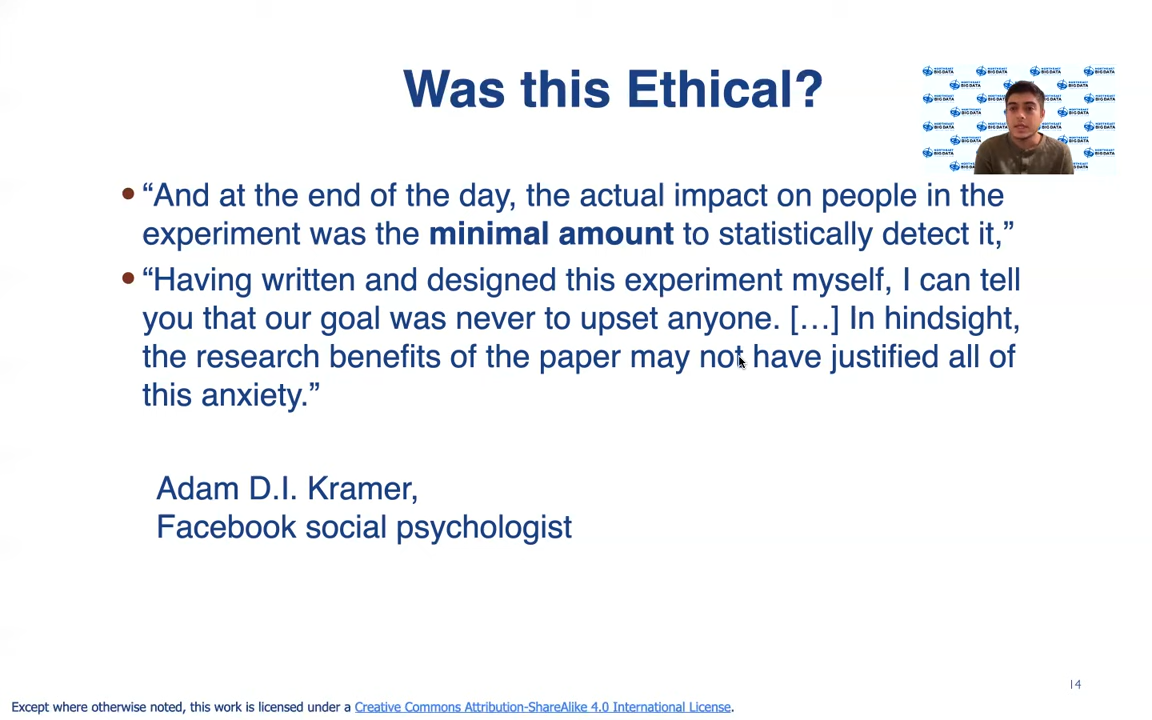 Was this Ethical?
NORTHEAST
BIG DATA
• “And at the end of the day, the actual impact on people in the
experiment was the minimal amount to statistically detect it,”
• “Having written and designed this experiment myself, I can tell
you that our goal was never to upset anyone. […] In hindsight,
the research benefits of the paper may not have justified all of
this anxiety.”
Adam D.I. Kramer,
Facebook social psychologist
14
Except where otherwise noted, this work is licensed under a Creative Commons Attribution-ShareAlike 4.0 International License.